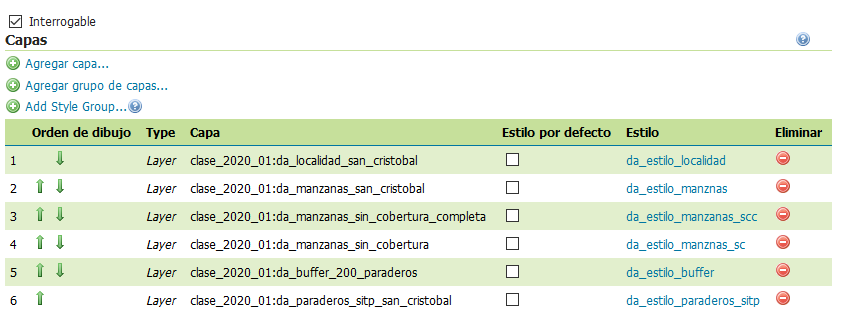 Interrogable
Capas
Agregar capa...
Agregar grupo de capas...
Add Style Group...
Orden de dibujo Type Capa Estilo por defecto Estilo Eliminar
1 Layer clase_2020_01:da_localidad_san_cristobal da_estilo_localidad
2 Layer clase_2020_01:da_manzanas_san_cristobal da_estilo_manznas
3 Layer clase_2020_01:da_manzanas_sin_cobertura_completa da_estilo_manzanas_scc
4 Layer clase_2020_01:da_manzanas_sin_cobertura da_estilo_manznas_sc
5 Layer clase_2020_01:da_buffer_200_paraderos da_estilo_buffer
6 Layer clase_2020_01:da_paraderos_sitp_san_cristobal da_estilo_paraderos_sitp